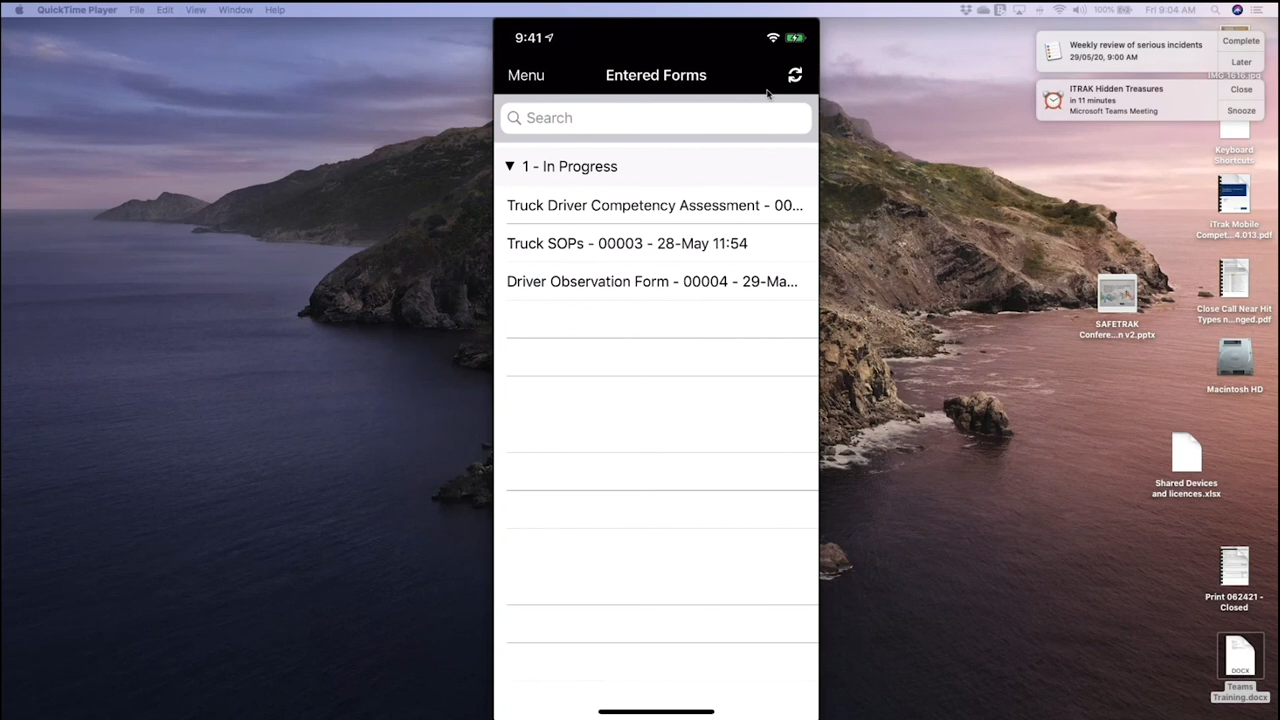 QuickTime Player File Edit View Window Help
100% Fri 9:04 AM
9:41
Menu Entered Forms
Search
▼ 1 - In Progress
Truck Driver Competency Assessment - 00...
Truck SOPs - 00003 - 28-May 11:54
Driver Observation Form - 00004 - 29-Ma...
Weekly review of serious incidents
29/05/20, 9:00 AM
Complete
Later
ITRAK Hidden Treasures
in 11 minutes
Microsoft Teams Meeting
Close
Snooze
Keyboard
Shortcuts
iTrak Mobile
Compet...4.013.pdf
SAFETRAK
Confere...n v2.pptx
Close Call Near Hit
Types n...nged.pdf
Macintosh HD
Shared Devices
and licences.xlsx
Print 062421 -
Closed
DOCX
Teams
Training.docx